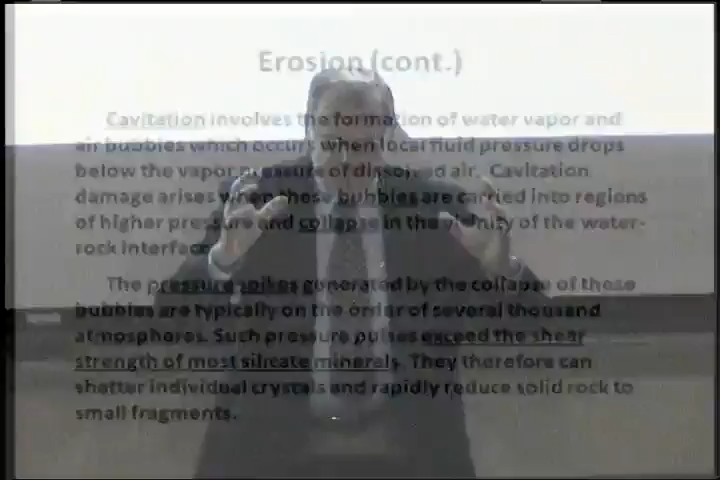 Erosion (cont.)
Cavitation involves the formation of water vapor and
air bubbles which occurs when local fluid pressure drops
below the vapor pressure of dissolved air. Cavitation
damage arises when these bubbles are carried into regions
of higher pressure and collapse in the vicinity of the water-
rock interface.
The pressure spikes generated by the collapse of these
bubbles are typically on the order of several thousand
atmospheres. Such pressure pulses exceed the shear
strength of most silicate minerals. They therefore can
shatter individual crystals and rapidly reduce solid rock to
small fragments.